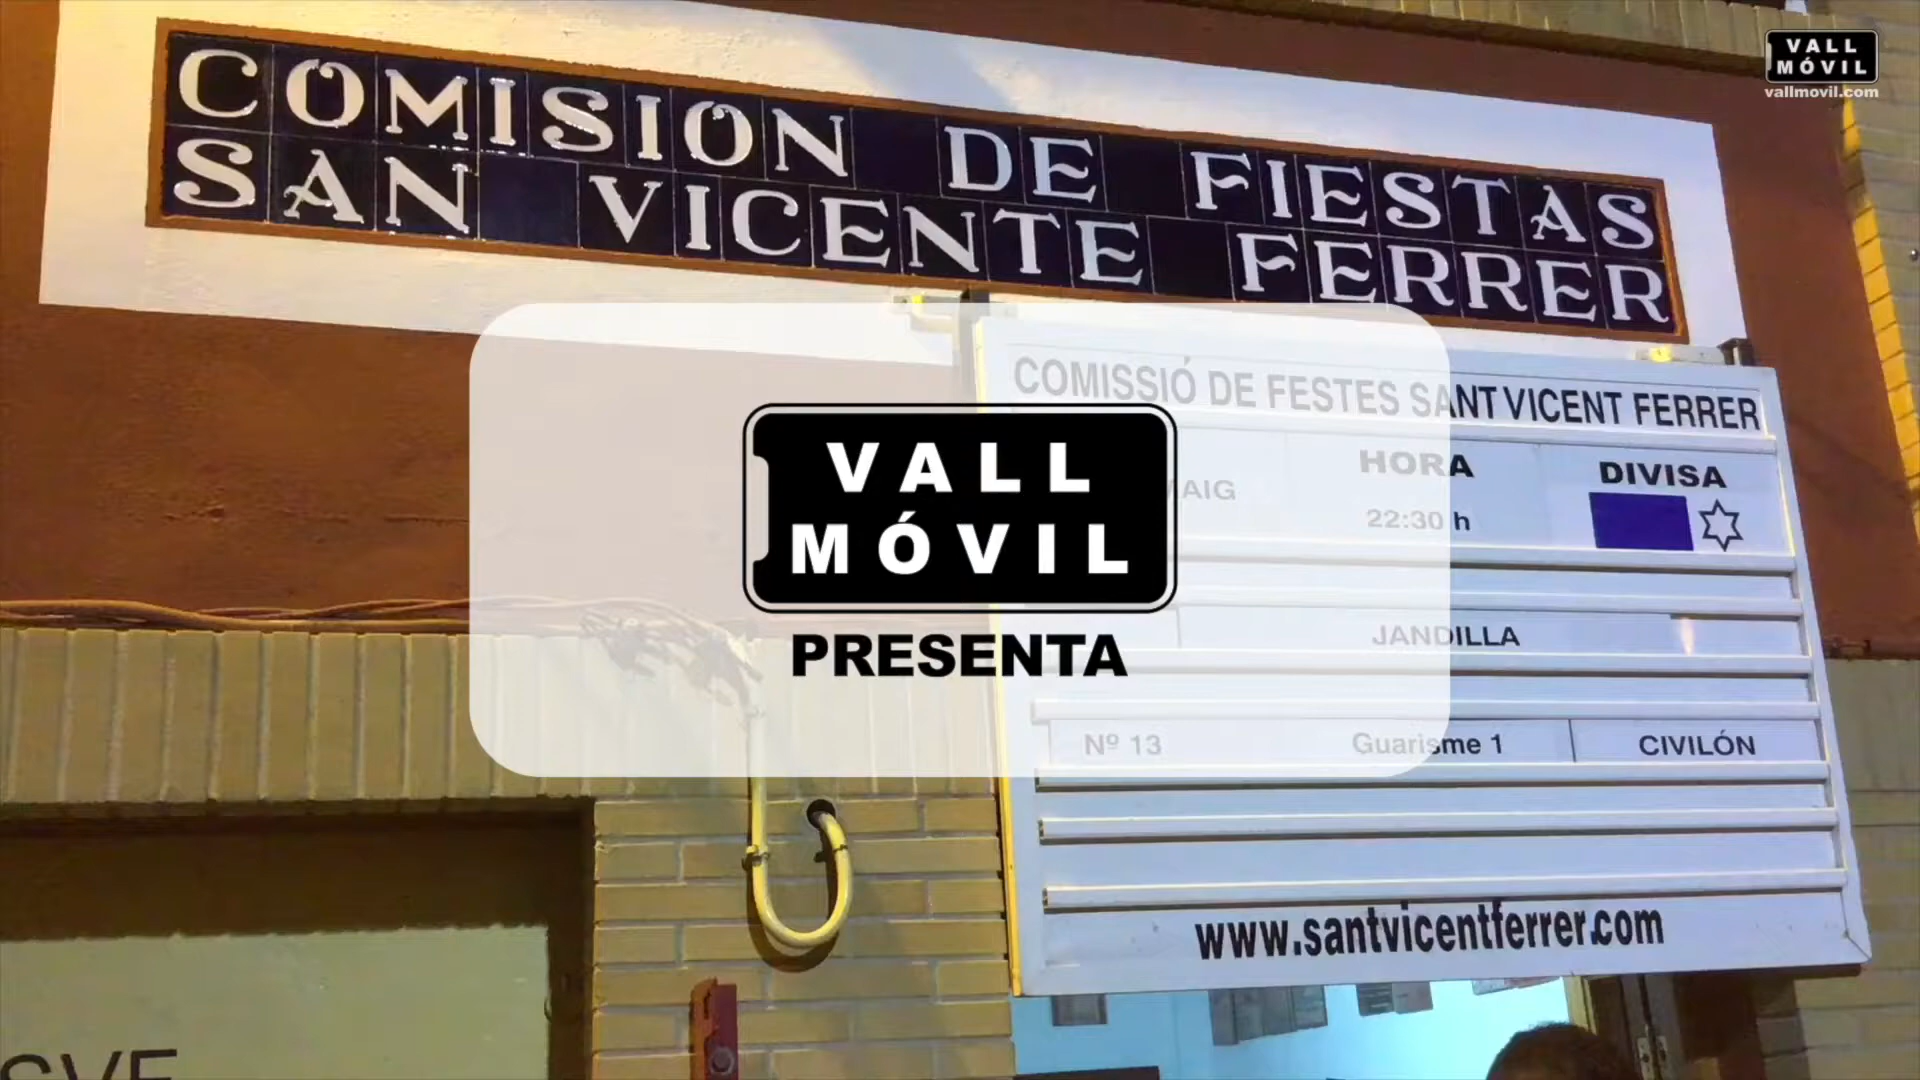 VALL
MÓVIL
vallmovil.com
COMISION DE FIESTAS
SAN VICENTE FERRER
COMISSIÓ DE FESTES SANT VICENT FERRER
HORA
DIVISA
22:30 h
VALL
MÓVIL
PRESENTA
JANDILLA
Nº 13
Guarisme 1
CIVILÓN
www.santvicentferrer.com